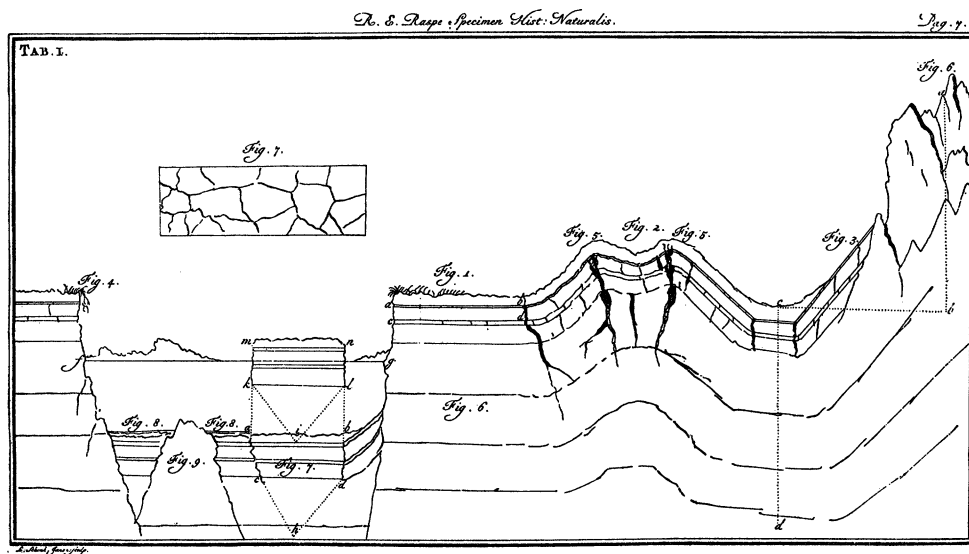 R. E. Raspe Specimen Hist: Naturalis.
Pag. 7.
TAB. I.
Fig. 6.
a
Fig. 7.
Fig. 5. Fig. 2. Fig. 5.
Fig. 3.
Fig. 4.
Fig. 1.
a b
c d
c b
m n
f g
k l
Fig. 6.
Fig. 8. Fig. 8. a i b
Fig. 9. Fig. 7.
c d
h
d